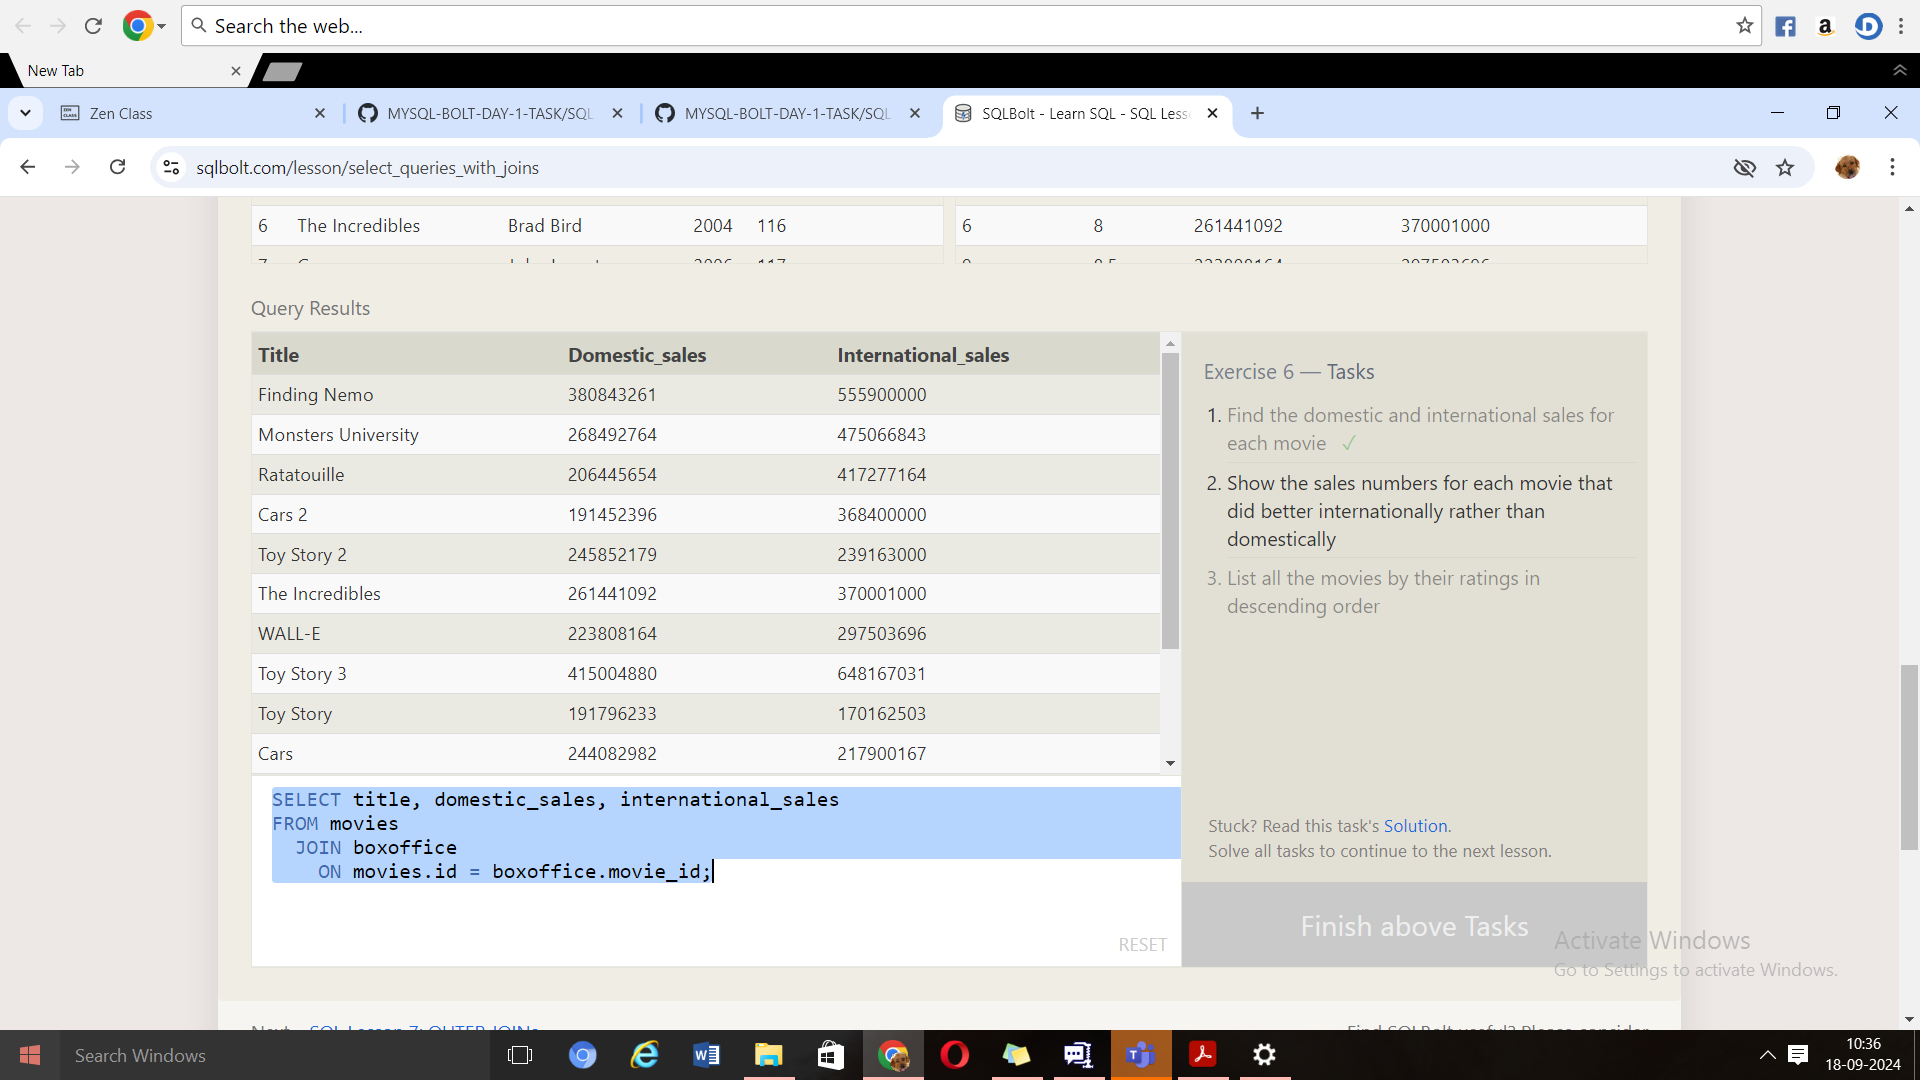 Search the web...
New Tab
Zen Class
MYSQL-BOLT-DAY-1-TASK/SQL
MYSQL-BOLT-DAY-1-TASK/SQL
SQLBolt - Learn SQL - SQL Less
sqlbolt.com/lesson/select_queries_with_joins
6 The Incredibles Brad Bird 2004 116
6 8 261441092 370001000
Query Results
Title Domestic_sales International_sales
Finding Nemo 380843261 555900000
Monsters University 268492764 475066843
Ratatouille 206445654 417277164
Cars 2 191452396 368400000
Toy Story 2 245852179 239163000
The Incredibles 261441092 370001000
WALL-E 223808164 297503696
Toy Story 3 415004880 648167031
Toy Story 191796233 170162503
Cars 244082982 217900167
SELECT title, domestic_sales, international_sales
FROM movies
JOIN boxoffice
ON movies.id = boxoffice.movie_id;
RESET
Exercise 6 — Tasks
1. Find the domestic and international sales for
each movie ✓
2. Show the sales numbers for each movie that
did better internationally rather than
domestically
3. List all the movies by their ratings in
descending order
Stuck? Read this task's Solution.
Solve all tasks to continue to the next lesson.
Finish above Tasks
Activate Windows
Go to Settings to activate Windows.
Search Windows
10:36
18-09-2024